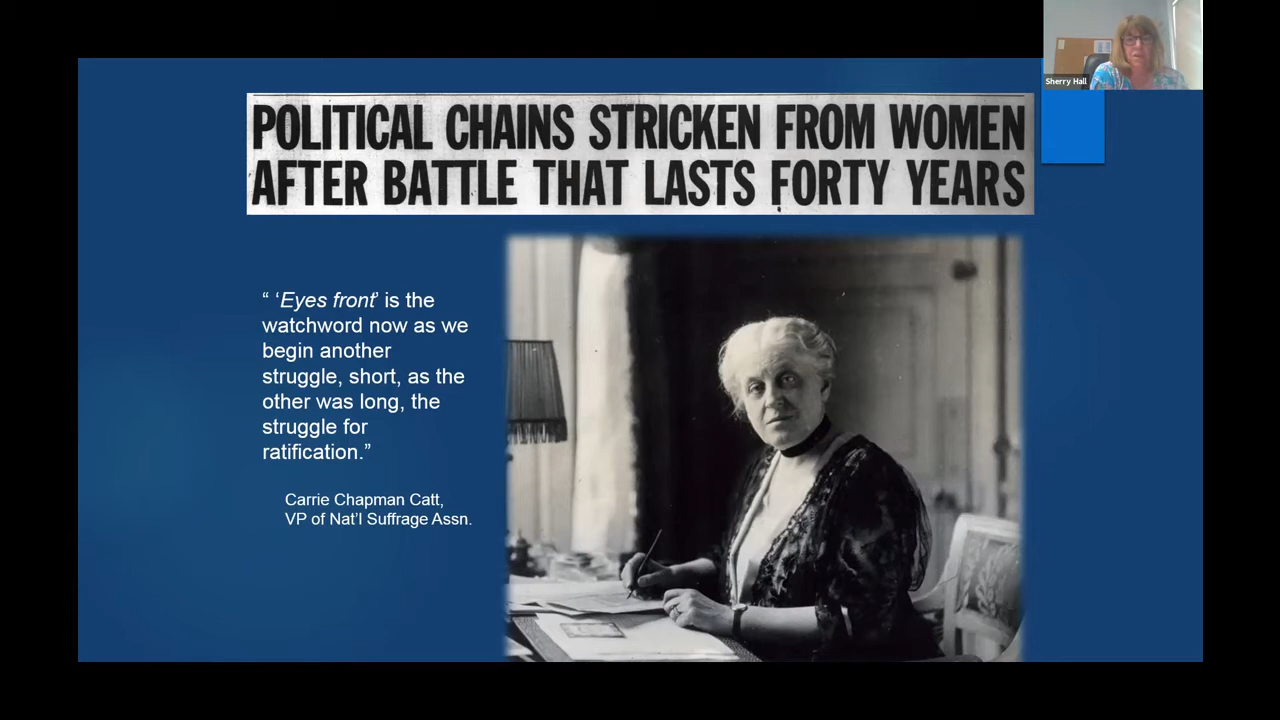 Sherry Hall
POLITICAL CHAINS STRICKEN FROM WOMEN
AFTER BATTLE THAT LASTS FORTY YEARS
“ ‘Eyes front’ is the
watchword now as we
begin another
struggle, short, as the
other was long, the
struggle for
ratification.”
Carrie Chapman Catt,
VP of Nat’l Suffrage Assn.